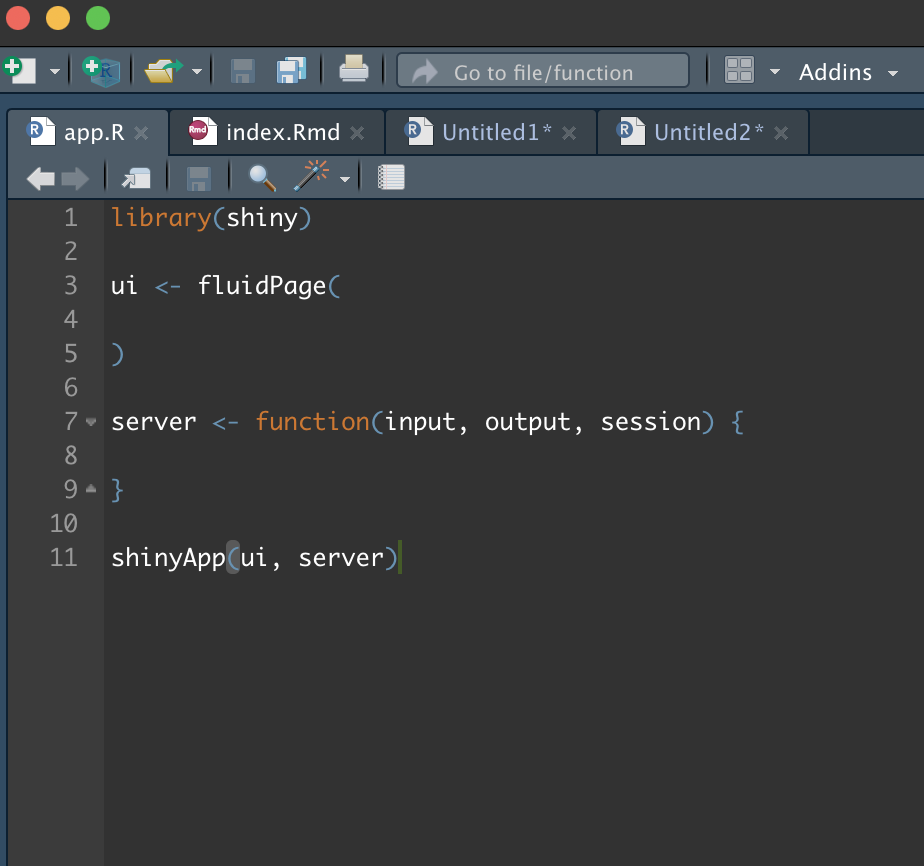 Go to file/function Addins
app.R index.Rmd Untitled1* Untitled2*
1 library(shiny)
2
3 ui <- fluidPage(
4
5 )
6
7 server <- function(input, output, session) {
8
9 }
10
11 shinyApp(ui, server)